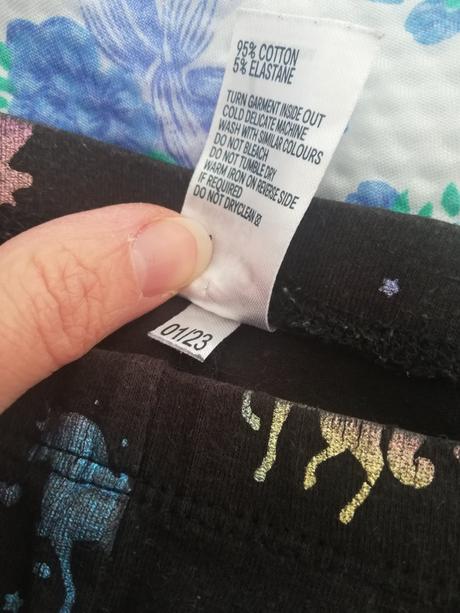 95% COTTON
5% ELASTANE
TURN GARMENT INSIDE OUT
COLD DELICATE MACHINE
WASH WITH SIMILAR COLOURS
DO NOT BLEACH
DO NOT TUMBLE DRY
WARM IRON ON REVERSE SIDE
IF REQUIRED
DO NOT DRYCLEAN
01/23